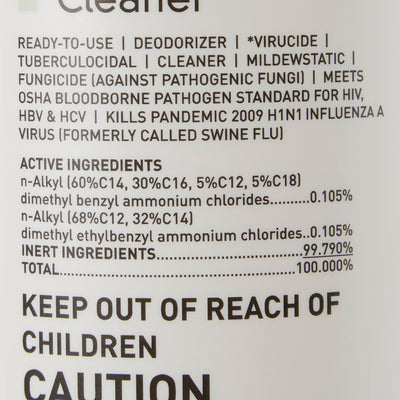 Cleaner
READY-TO-USE | DEODORIZER | *VIRUCIDE |
TUBERCULOCIDAL | CLEANER | MILDEWSTATIC |
FUNGICIDE (AGAINST PATHOGENIC FUNGI) | MEETS
OSHA BLOODBORNE PATHOGEN STANDARD FOR HIV,
HBV & HCV | KILLS PANDEMIC 2009 H1N1 INFLUENZA A
VIRUS (FORMERLY CALLED SWINE FLU)
ACTIVE INGREDIENTS
n-Alkyl (60%C14, 30%C16, 5%C12, 5%C18)
dimethyl benzyl ammonium chlorides..........0.105%
n-Alkyl (68%C12, 32%C14)
dimethyl ethylbenzyl ammonium chlorides..0.105%
INERT INGREDIENTS....................................99.790%
TOTAL..........................................................100.000%
KEEP OUT OF REACH OF
CHILDREN
CAUTION